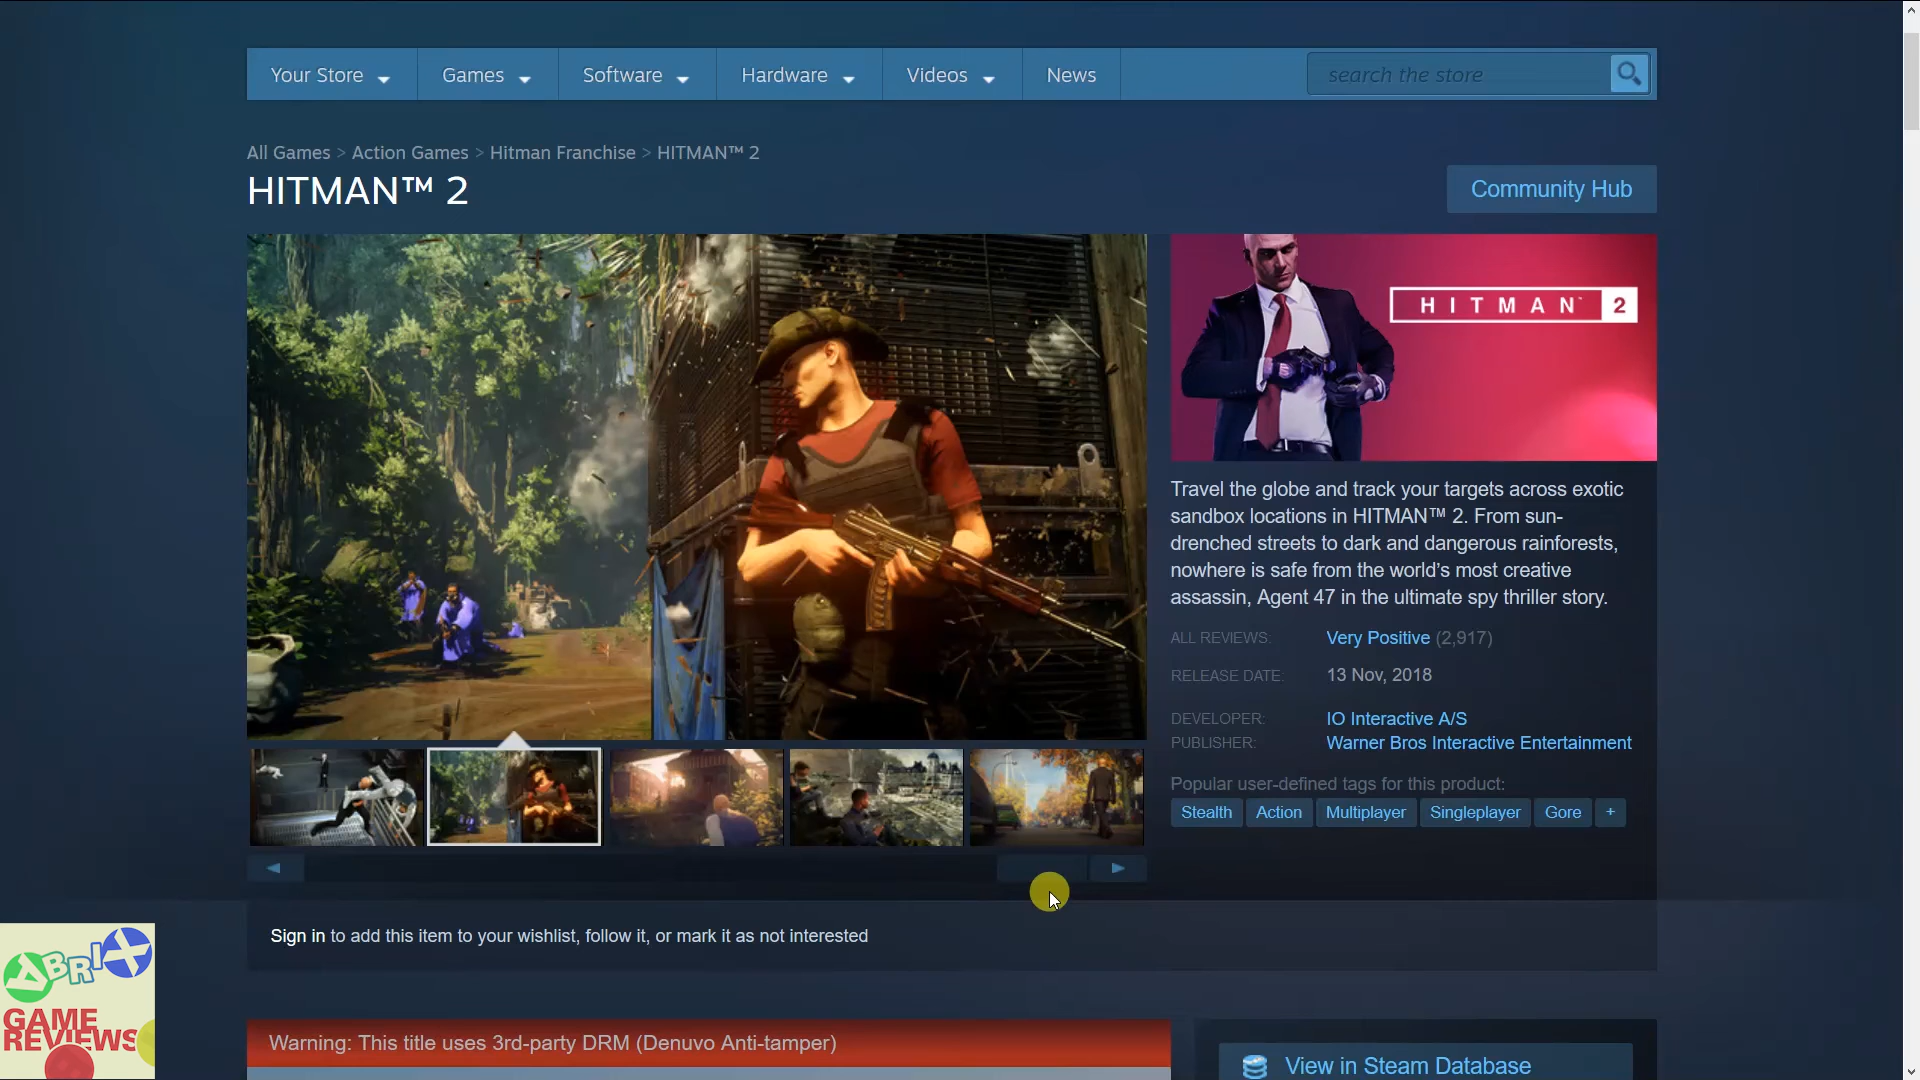 Your Store
Games
Software
Hardware
Videos
News
search the store
All Games > Action Games > Hitman Franchise > HITMAN™ 2
HITMAN™ 2
Community Hub
HITMAN™ 2
Travel the globe and track your targets across exotic
sandbox locations in HITMAN™ 2. From sun-
drenched streets to dark and dangerous rainforests,
nowhere is safe from the world’s most creative
assassin, Agent 47 in the ultimate spy thriller story.
ALL REVIEWS: Very Positive (2,917)
RELEASE DATE: 13 Nov, 2018
DEVELOPER: IO Interactive A/S
PUBLISHER: Warner Bros Interactive Entertainment
Popular user-defined tags for this product:
Stealth
Action
Multiplayer
Singleplayer
Gore
+
Sign in to add this item to your wishlist, follow it, or mark it as not interested
ABRIX
GAME
REVIEWS
Warning: This title uses 3rd-party DRM (Denuvo Anti-tamper)
View in Steam Database